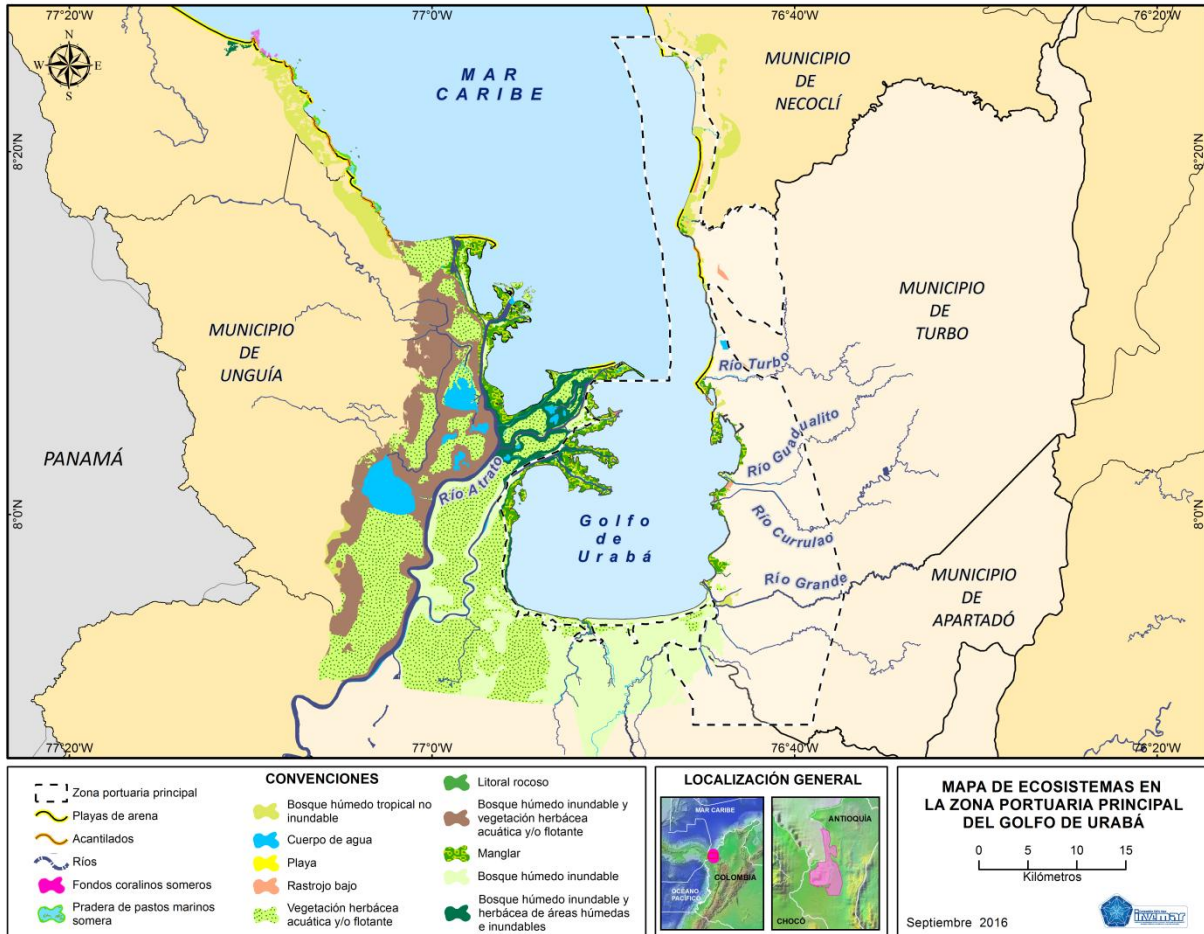 77°20'W
77°0'W
76°40'W
76°20'W
N
W E
S
MAR
CARIBE
MUNICIPIO
DE
NECOCLÍ
8°20'N
8°20'N
MUNICIPIO
DE
UNGUÍA
MUNICIPIO
DE
TURBO
Río Turbo
PANAMÁ
Río Guadualito
Río Atrato
8°0'N
8°0'N
Golfo
de
Urabá
Río Currulao
Río Grande
MUNICIPIO
DE
APARTADÓ
77°20'W
77°0'W
76°40'W
76°20'W
CONVENCIONES
Zona portuaria principal
Playas de arena
Acantilados
Ríos
Fondos coralinos someros
Pradera de pastos marinos
somera
Bosque húmedo tropical no
inundable
Cuerpo de agua
Playa
Rastrojo bajo
Vegetación herbácea
acuática y/o flotante
Litoral rocoso
Bosque húmedo inundable y
vegetación herbácea
acuática y/o flotante
Manglar
Bosque húmedo inundable
Bosque húmedo inundable y
herbácea de áreas húmedas
e inundables
LOCALIZACIÓN GENERAL
MAR CARIBE
COLOMBIA
OCÉANO
PACÍFICO
ANTIOQUÍA
CHOCÓ
MAPA DE ECOSISTEMAS EN
LA ZONA PORTUARIA PRINCIPAL
DEL GOLFO DE URABÁ
0 5 10 15
Kilómetros
Septiembre 2016
invemar